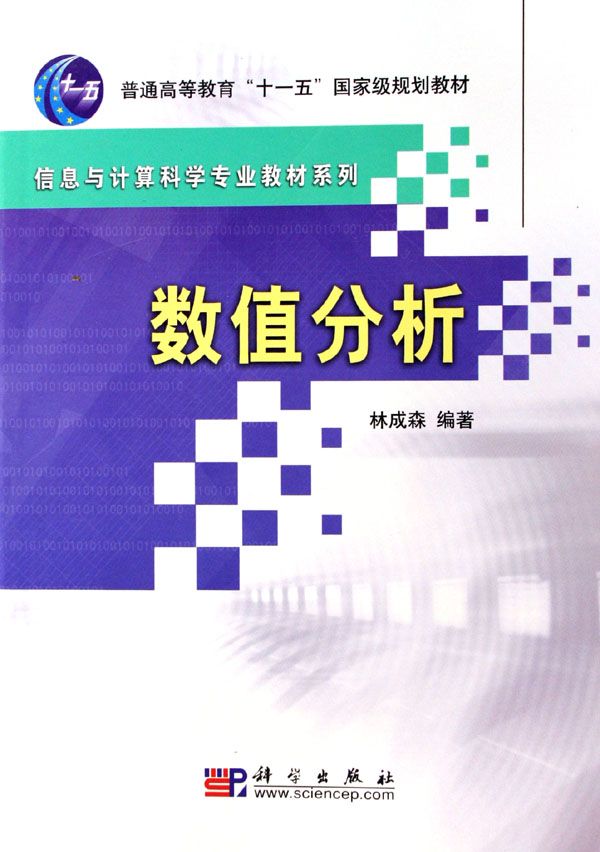 十一五
普通高等教育“十一五”国家级规划教材
信息与计算科学专业教材系列
数值分析
林成森 编著
科学出版社
www.sciencep.com